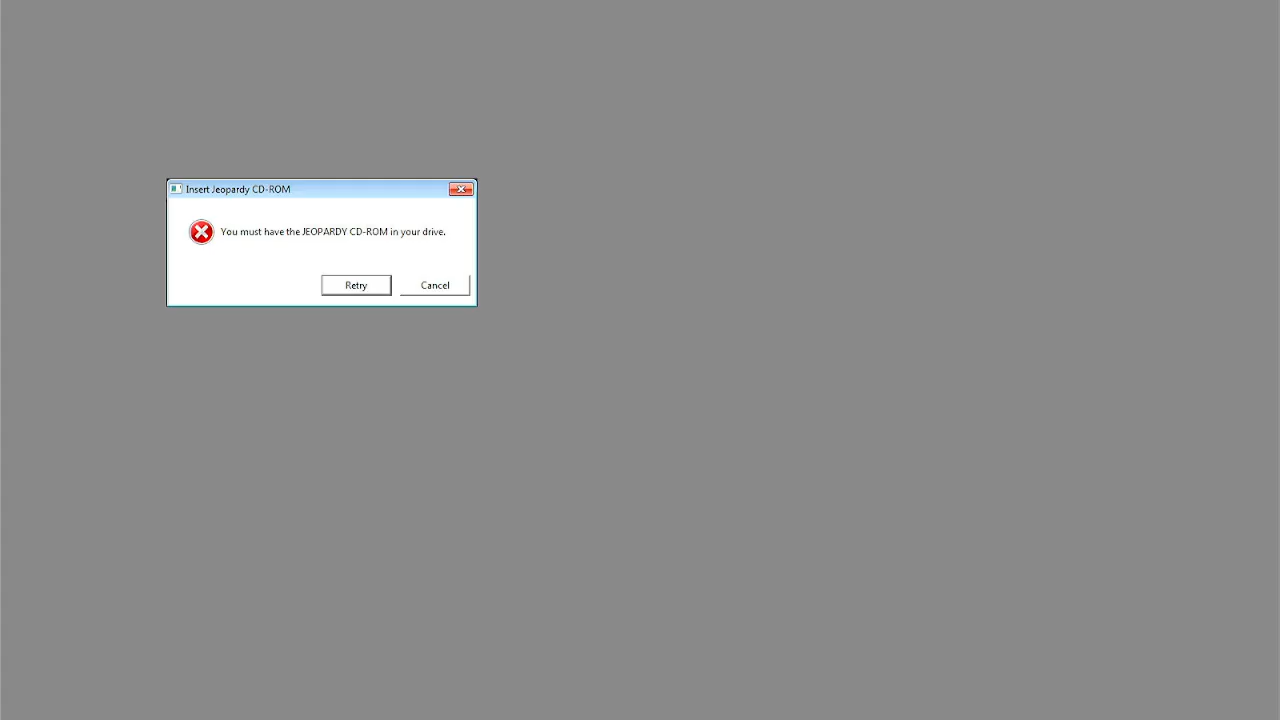 Insert Jeopardy CD-ROM
You must have the JEOPARDY CD-ROM in your drive.
Retry
Cancel